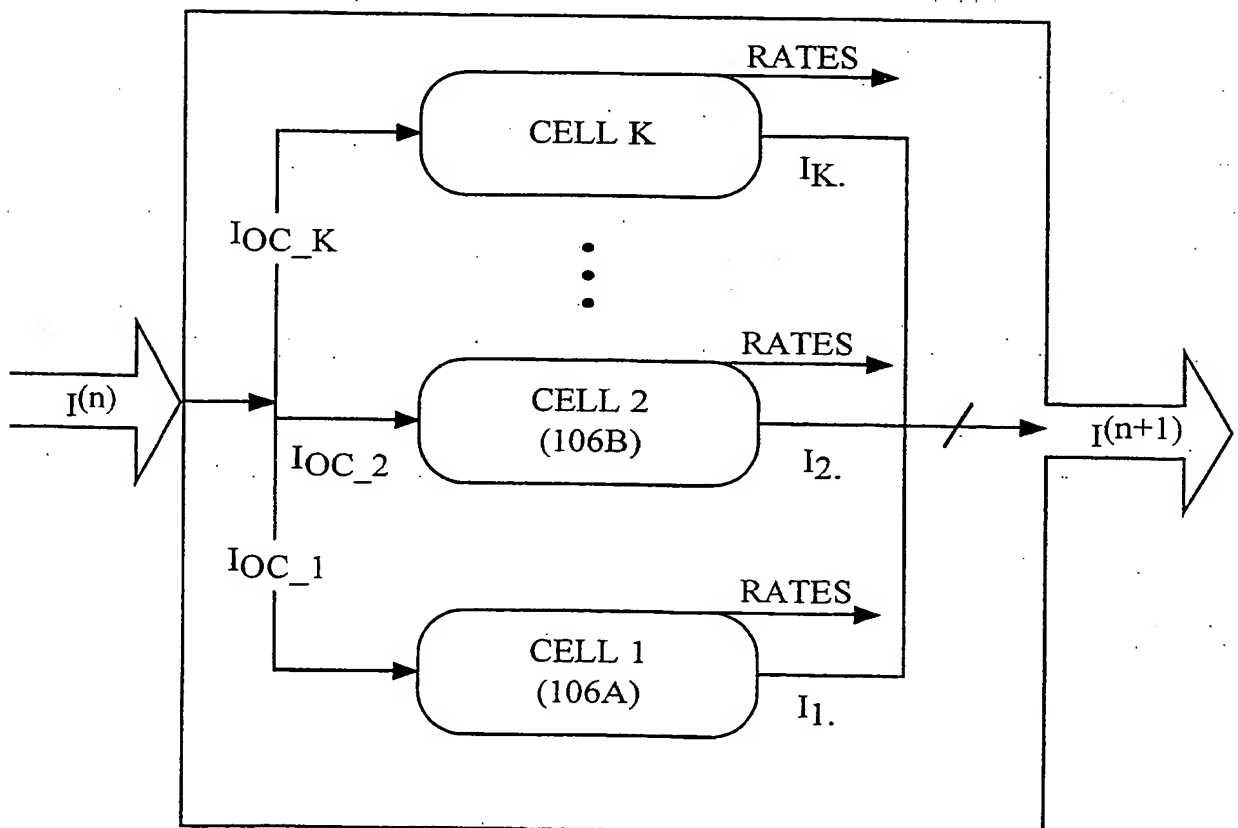 RATES
CELL K
I_K.
I_OC_K
RATES
I^(n)
CELL 2
(106B)
I^(n+1)
I_OC_2
I_2.
I_OC_1
RATES
CELL 1
(106A)
I_1.